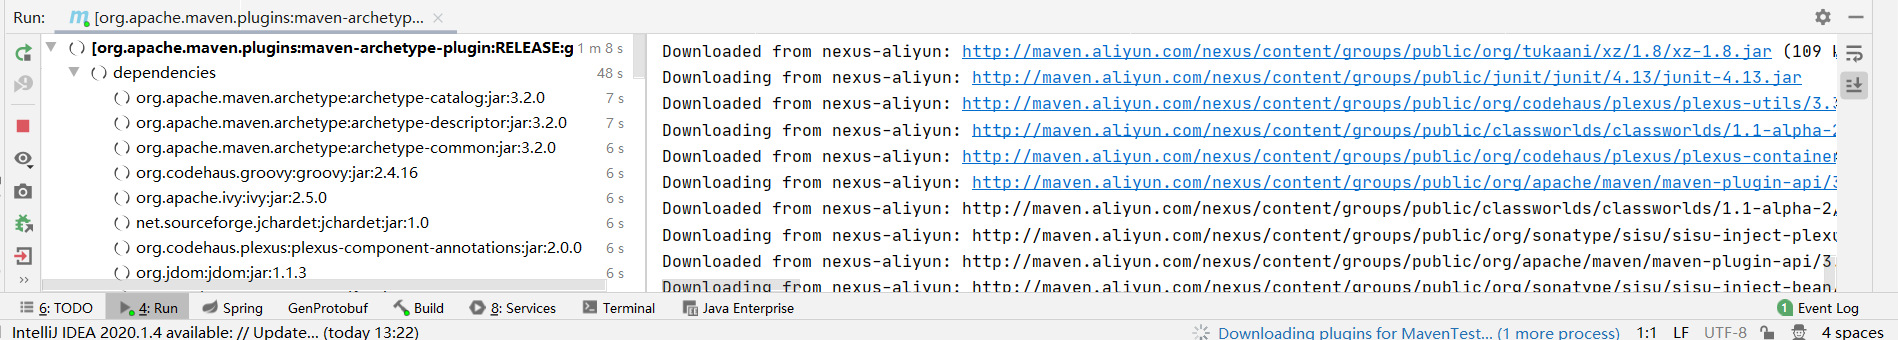 Run: [org.apache.maven.plugins:maven-archetyp... ×
[org.apache.maven.plugins:maven-archetype-plugin:RELEASE:g 1 m 8 s
dependencies 48 s
org.apache.maven.archetype:archetype-catalog:jar:3.2.0 7 s
org.apache.maven.archetype:archetype-descriptor:jar:3.2.0 7 s
org.apache.maven.archetype:archetype-common:jar:3.2.0 6 s
org.codehaus.groovy:groovy:jar:2.4.16 6 s
org.apache.ivy:ivy:jar:2.5.0 6 s
net.sourceforge.jchardet:jchardet:jar:1.0 6 s
org.codehaus.plexus:plexus-component-annotations:jar:2.0.0 6 s
org.jdom:jdom:jar:1.1.3 6 s
Downloaded from nexus-aliyun: http://maven.aliyun.com/nexus/content/groups/public/org/tukaani/xz/1.8/xz-1.8.jar (109 k
Downloading from nexus-aliyun: http://maven.aliyun.com/nexus/content/groups/public/junit/junit/4.13/junit-4.13.jar
Downloaded from nexus-aliyun: http://maven.aliyun.com/nexus/content/groups/public/org/codehaus/plexus/plexus-utils/3.3
Downloading from nexus-aliyun: http://maven.aliyun.com/nexus/content/groups/public/classworlds/classworlds/1.1-alpha-2
Downloaded from nexus-aliyun: http://maven.aliyun.com/nexus/content/groups/public/org/codehaus/plexus/plexus-container
Downloading from nexus-aliyun: http://maven.aliyun.com/nexus/content/groups/public/org/apache/maven/maven-plugin-api/3
Downloaded from nexus-aliyun: http://maven.aliyun.com/nexus/content/groups/public/classworlds/classworlds/1.1-alpha-2/
Downloading from nexus-aliyun: http://maven.aliyun.com/nexus/content/groups/public/org/sonatype/sisu/sisu-inject-plexu
Downloaded from nexus-aliyun: http://maven.aliyun.com/nexus/content/groups/public/org/apache/maven/maven-plugin-api/3.
Downloading from nexus-aliyun: http://maven.aliyun.com/nexus/content/groups/public/org/sonatype/sisu/sisu-inject-bean/
6: TODO 4: Run Spring GenProtobuf Build 8: Services Terminal Java Enterprise 1 Event Log
IntelliJ IDEA 2020.1.4 available: // Update... (today 13:22) Downloading plugins for MavenTest... (1 more process) 1:1 LF UTF-8 4 spaces